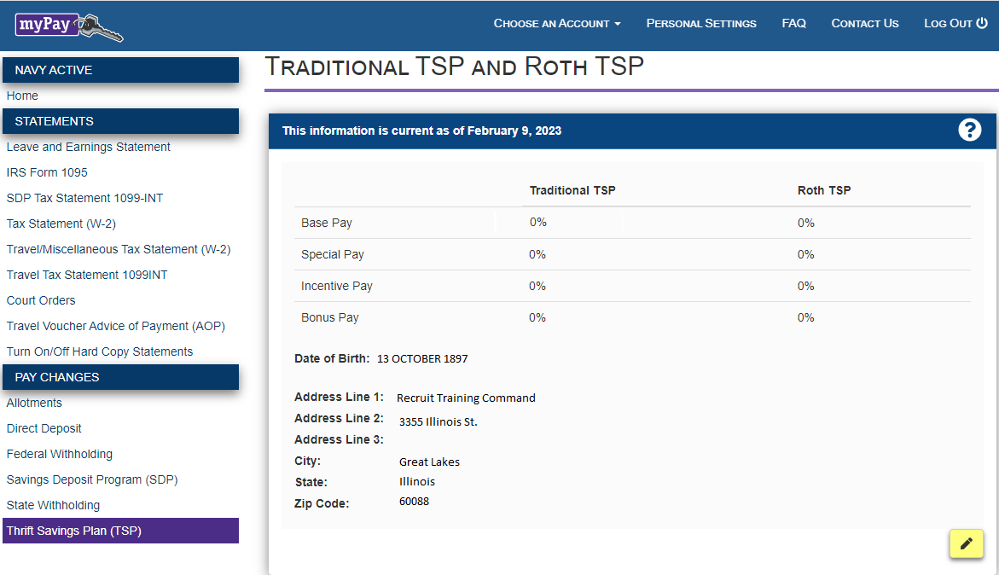 myPay
CHOOSE AN ACCOUNT PERSONAL SETTINGS FAQ CONTACT US LOG OUT
NAVY ACTIVE
Home
STATEMENTS
Leave and Earnings Statement
IRS Form 1095
SDP Tax Statement 1099-INT
Tax Statement (W-2)
Travel/Miscellaneous Tax Statement (W-2)
Travel Tax Statement 1099INT
Court Orders
Travel Voucher Advice of Payment (AOP)
Turn On/Off Hard Copy Statements
PAY CHANGES
Allotments
Direct Deposit
Federal Withholding
Savings Deposit Program (SDP)
State Withholding
Thrift Savings Plan (TSP)
TRADITIONAL TSP AND ROTH TSP
This information is current as of February 9, 2023 ?
Traditional TSP Roth TSP
Base Pay 0% 0%
Special Pay 0% 0%
Incentive Pay 0% 0%
Bonus Pay 0% 0%
Date of Birth: 13 OCTOBER 1897
Address Line 1: Recruit Training Command
Address Line 2: 3355 Illinois St.
Address Line 3:
City: Great Lakes
State: Illinois
Zip Code: 60088